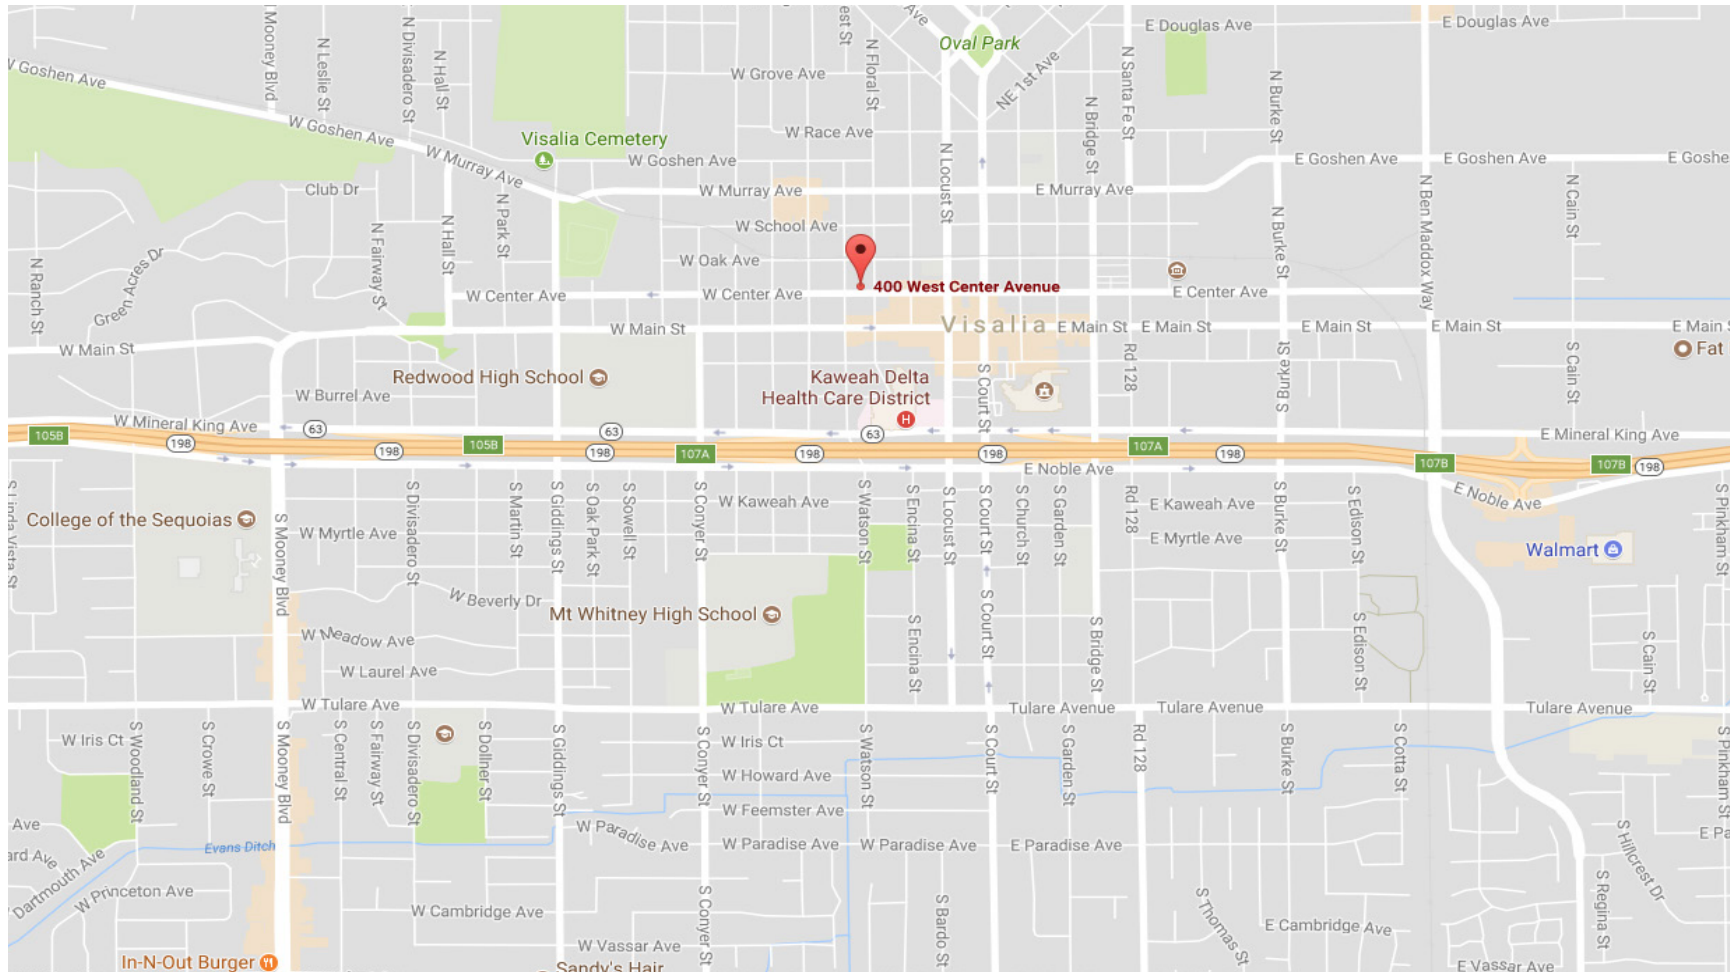 E Douglas Ave
E Douglas Ave
Ave
est St
N Mooney Blvd
N Leslie St
N Divisadero St
N Hall St
N Floral St
Oval Park
N Santa Fe St
W Goshen Ave
W Grove Ave
NE 1st Ave
N Burke St
N Bridge St
W Goshen Ave
W Race Ave
Visalia Cemetery
W Murray Ave
W Goshen Ave
E Goshen Ave
E Goshen Ave
E Goshe
N Locust St
Club Dr
W Murray Ave
E Murray Ave
N Ben Maddox Way
N Cain St
N Park St
N Hall St
N Fairway St
W School Ave
N Burke St
Green Acres Dr
N Ranch St
W Oak Ave
W Center Ave
W Center Ave
400 West Center Avenue
E Center Ave
W Main St
Visalia
E Main St
E Main St
E Main St
E Main St
E Main S
W Main St
Rd 128
S Burke St
S Cain St
Fat
Redwood High School
Kaweah Delta
Health Care District
H
S Court St
W Burrel Ave
W Mineral King Ave
63
63
63
E Mineral King Ave
105B
198
198
105B
198
107A
198
198
107A
198
107B
107B
198
E Noble Ave
E Noble Ave
S Linda Vista St
College of the Sequoias
S Mooney Blvd
S Divisadero St
W Myrtle Ave
S Martin St
S Giddings St
S Oak Park St
S Sowell St
S Conyer St
W Kaweah Ave
S Watson St
S Encina St
S Locust St
S Court St
S Church St
S Garden St
Rd 128
E Kaweah Ave
E Myrtle Ave
S Burke St
S Edison St
Walmart
S Pinkham St
W Beverly Dr
Mt Whitney High School
W Meadow Ave
W Laurel Ave
S Encina St
S Court St
S Bridge St
S Edison St
S Cain St
W Tulare Ave
W Tulare Ave
Tulare Avenue
Tulare Avenue
Tulare Avenue
W Iris Ct
S Woodland St
S Crowe St
S Mooney Blvd
S Central St
S Fairway St
S Divisadero St
S Dollner St
S Giddings St
S Conyer St
W Iris Ct
W Howard Ave
S Watson St
S Court St
S Garden St
Rd 128
S Burke St
S Cotta St
S Pinkham St
W Feemster Ave
Ave
W Paradise Ave
W Paradise Ave
W Paradise Ave
E Paradise Ave
E Pa
Evans Ditch
ard Ave
Dartmouth Ave
W Princeton Ave
S Hillcrest Dr
S Regina St
W Cambridge Ave
S Conyer St
S Bardo St
S Thomas St
E Cambridge Ave
W Vassar Ave
In-N-Out Burger
Sandy's Hair
E Vassar Ave